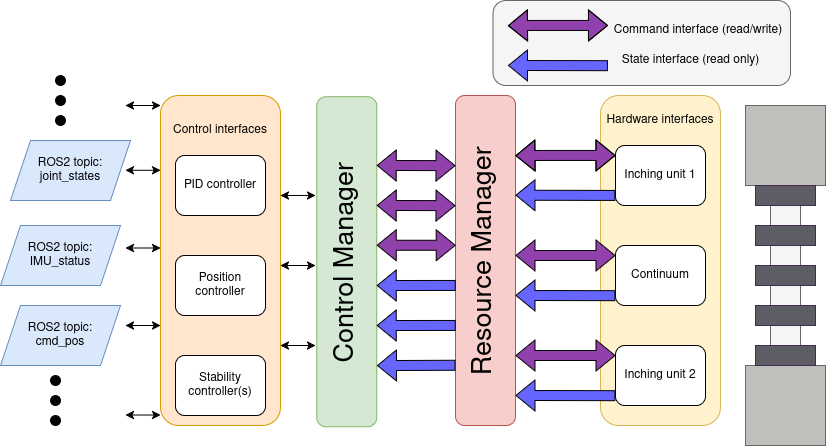 Command interface (read/write)
State interface (read only)
ROS2 topic:
joint_states
ROS2 topic:
IMU_status
ROS2 topic:
cmd_pos
Control interfaces
PID controller
Position
controller
Stability
controller(s)
Control Manager
Resource Manager
Hardware interfaces
Inching unit 1
Continuum
Inching unit 2